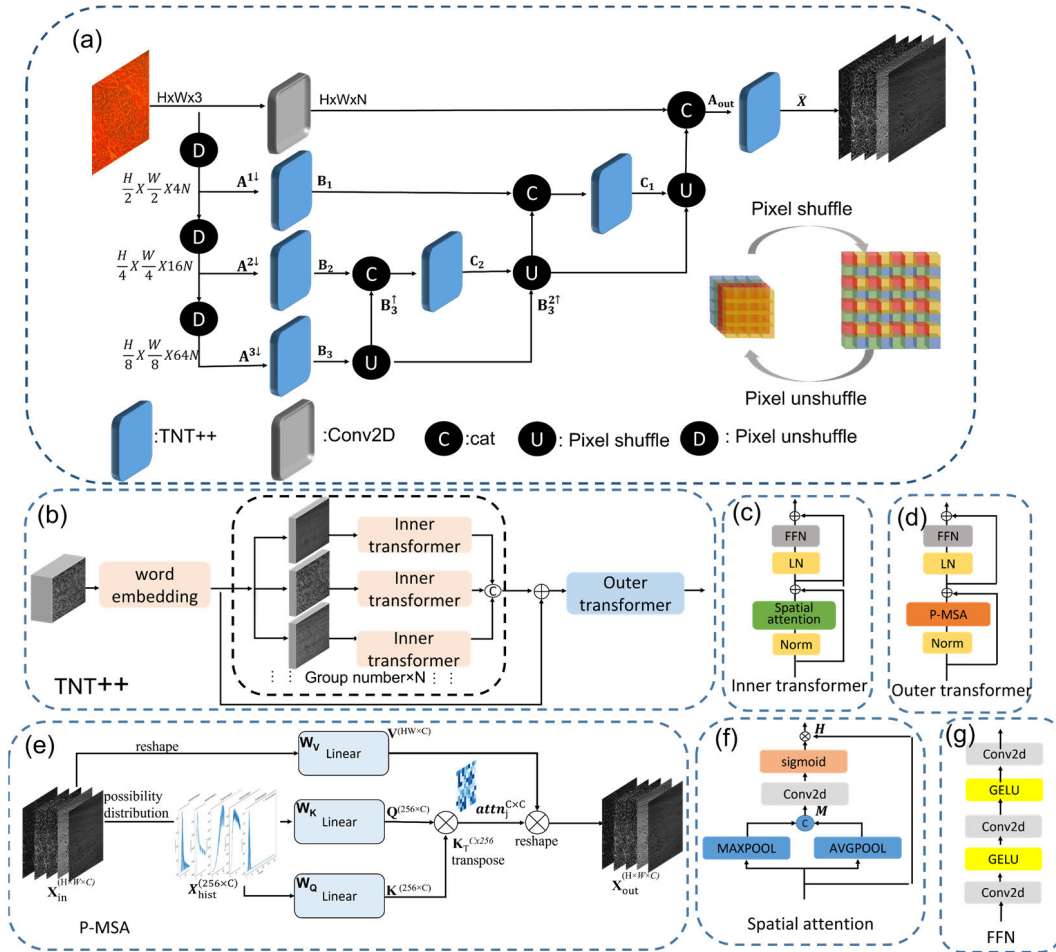 (a)
HxWx3
HxWxN
C
A_out
X̂
D
H/2 X W/2 X4N
A^1↓
B_1
C
C_1
U
D
Pixel shuffle
H/4 X W/4 X16N
A^2↓
B_2
C
C_2
U
B_3^↑
B_3^2↑
D
H/8 X W/8 X64N
A^3↓
B_3
U
Pixel unshuffle
:TNT++
:Conv2D
C :cat
U : Pixel shuffle
D : Pixel unshuffle
(b)
word
embedding
Inner
transformer
Inner
transformer
Inner
transformer
C
Outer
transformer
Group number×N
TNT++
(c)
FFN
LN
Spatial
attention
Norm
Inner transformer
(d)
FFN
LN
P-MSA
Norm
Outer transformer
(e)
reshape
W_V
Linear
V^(HW×C)
possibility
distribution
W_K
Linear
Q^(256×C)
attn_j^C×C
K_T^C×256
transpose
reshape
X_in^(H×W×C)
X_hist^(256×C)
W_Q
Linear
K^(256×C)
X_out^(H×W×C)
P-MSA
(f)
H
sigmoid
Conv2d
M
C
MAXPOOL
AVGPOOL
Spatial attention
(g)
Conv2d
GELU
Conv2d
GELU
Conv2d
FFN